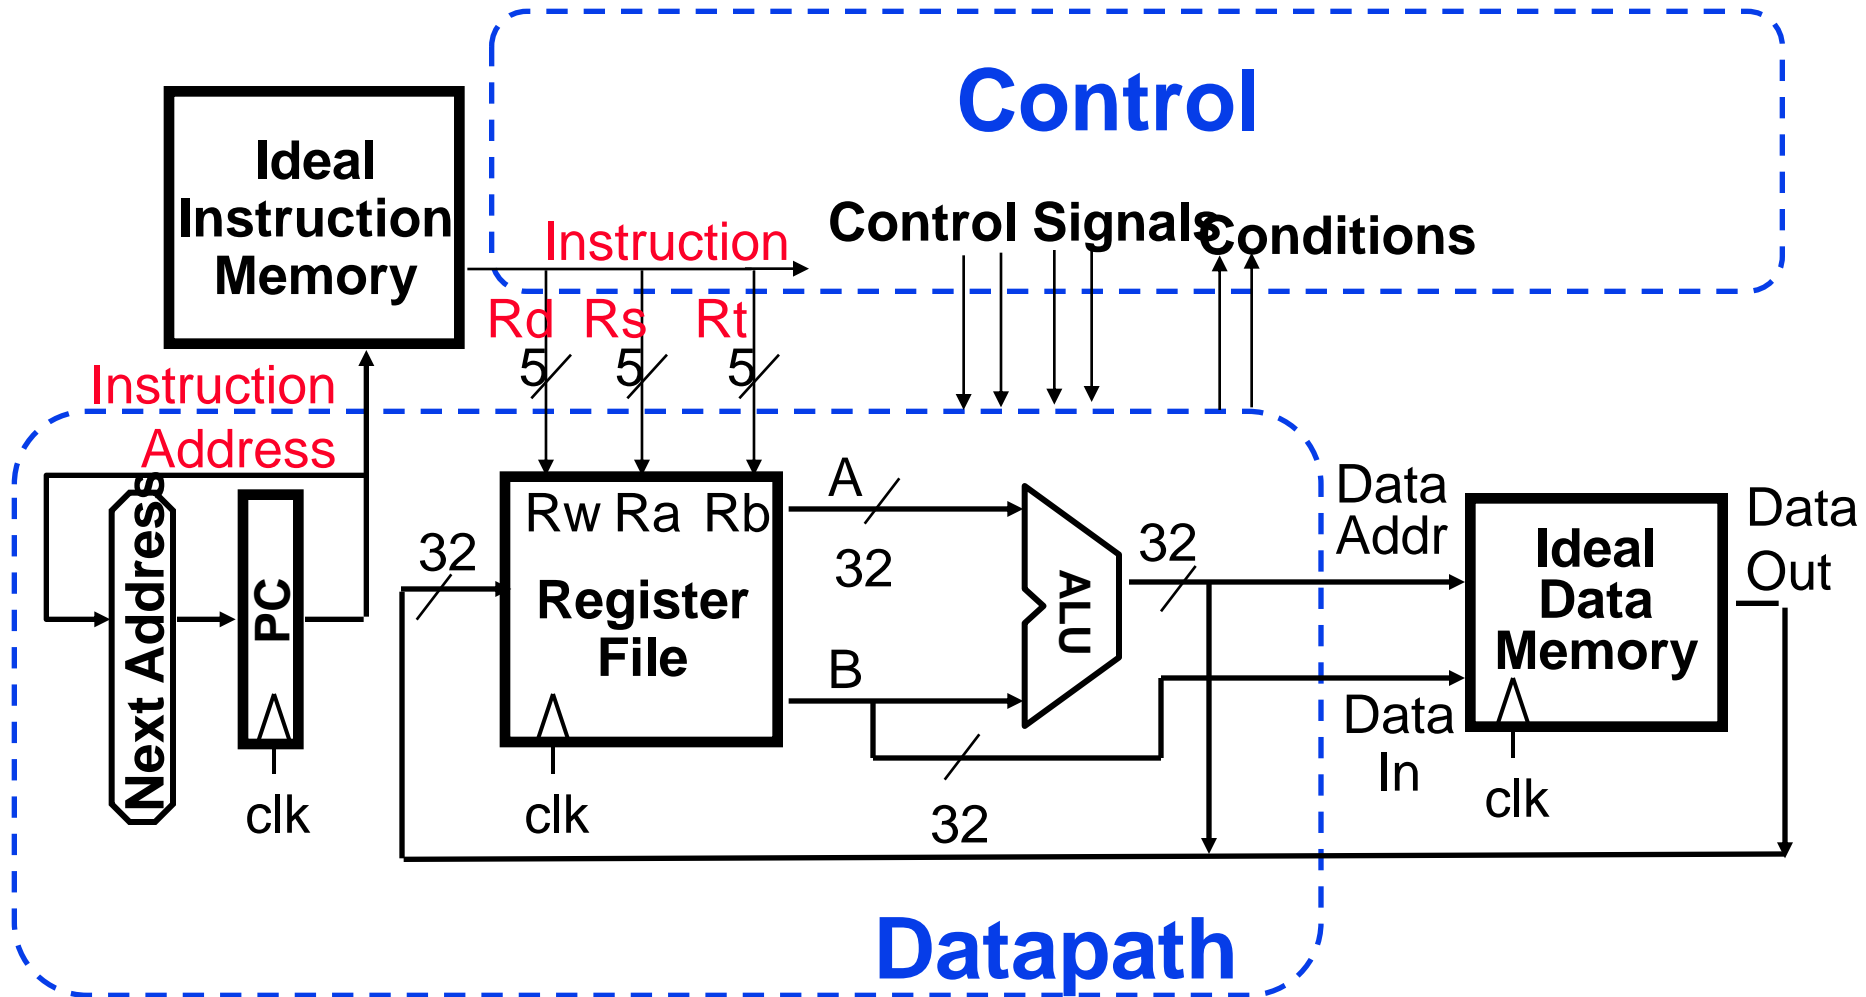 Control
Ideal
Instruction
Memory
Control Signals
Conditions
Instruction
Rd Rs Rt
5 5 5
Instruction
Address
Next Address
PC
clk
32
Rw Ra Rb
Register
File
clk
A
32
B
32
ALU
32
Data
Addr
Data
In
Ideal
Data
Memory
clk
Data
Out
Datapath